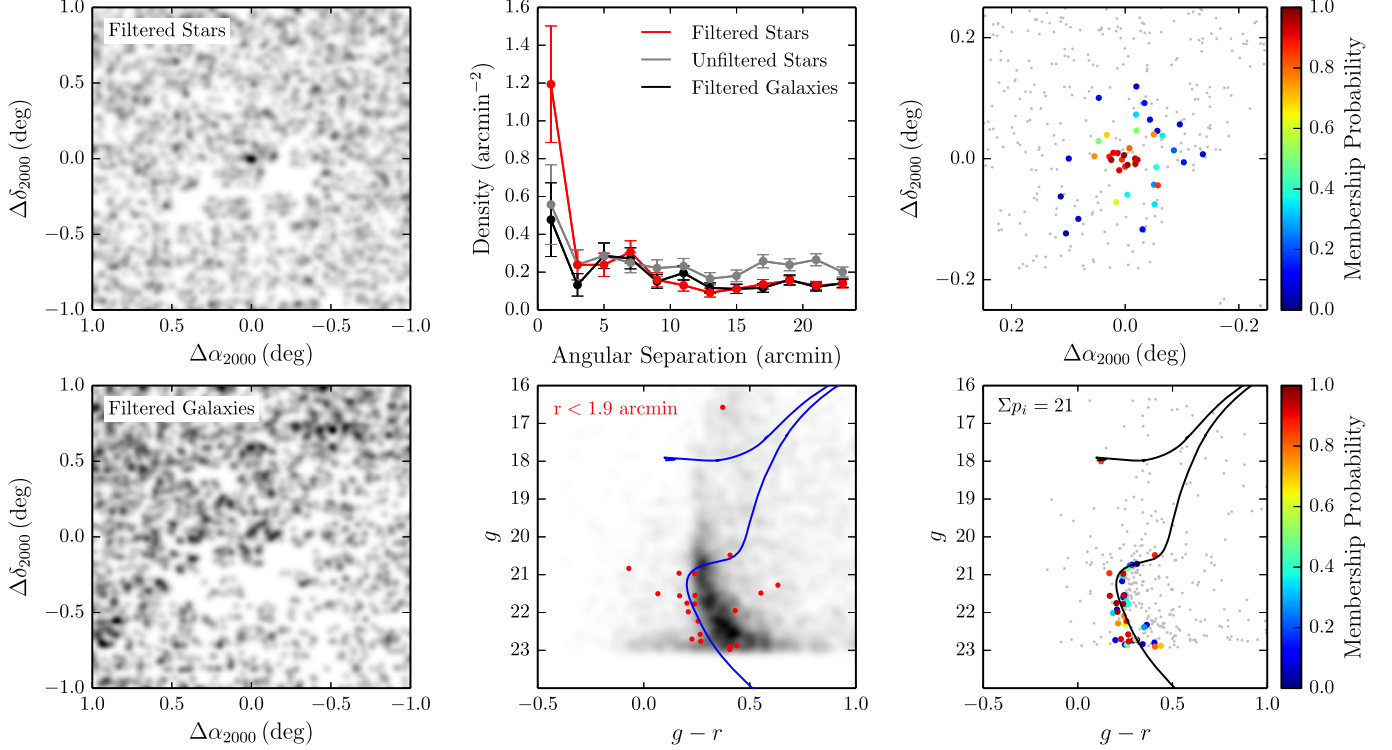 Filtered Stars
1.0
0.5
0.0
−0.5
−1.0
Δδ2000 (deg)
1.0 0.5 0.0 −0.5 −1.0
Δα2000 (deg)
Filtered Stars
Unfiltered Stars
Filtered Galaxies
1.6
1.4
1.2
1.0
0.8
0.6
0.4
0.2
0.0
Density (arcmin−2)
0 5 10 15 20
Angular Separation (arcmin)
0.2
0.0
−0.2
Δδ2000 (deg)
0.2 0.0 −0.2
Δα2000 (deg)
1.0
0.8
0.6
0.4
0.2
0.0
Membership Probability
Filtered Galaxies
1.0
0.5
0.0
−0.5
−1.0
Δδ2000 (deg)
1.0 0.5 0.0 −0.5 −1.0
Δα2000 (deg)
r < 1.9 arcmin
16
17
18
19
20
21
22
23
g
−0.5 0.0 0.5 1.0
g − r
Σpi = 21
16
17
18
19
20
21
22
23
g
−0.5 0.0 0.5 1.0
g − r
1.0
0.8
0.6
0.4
0.2
0.0
Membership Probability